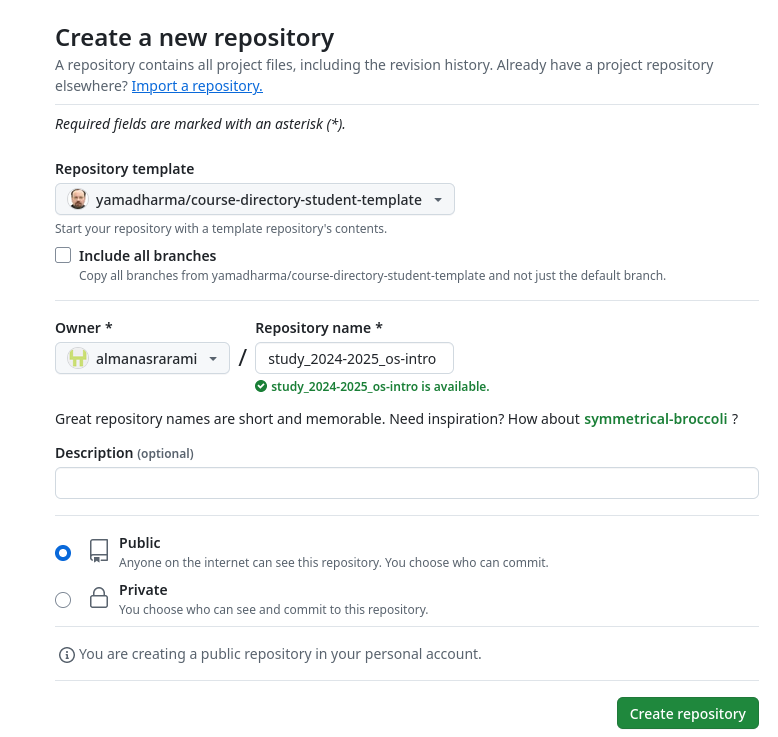 Create a new repository
A repository contains all project files, including the revision history. Already have a project repository
elsewhere? Import a repository.
Required fields are marked with an asterisk (*).
Repository template
yamadharma/course-directory-student-template
Start your repository with a template repository's contents.
Include all branches
Copy all branches from yamadharma/course-directory-student-template and not just the default branch.
Owner *
Repository name *
almanasrarami
/
study_2024-2025_os-intro
study_2024-2025_os-intro is available.
Great repository names are short and memorable. Need inspiration? How about symmetrical-broccoli ?
Description (optional)
Public
Anyone on the internet can see this repository. You choose who can commit.
Private
You choose who can see and commit to this repository.
You are creating a public repository in your personal account.
Create repository